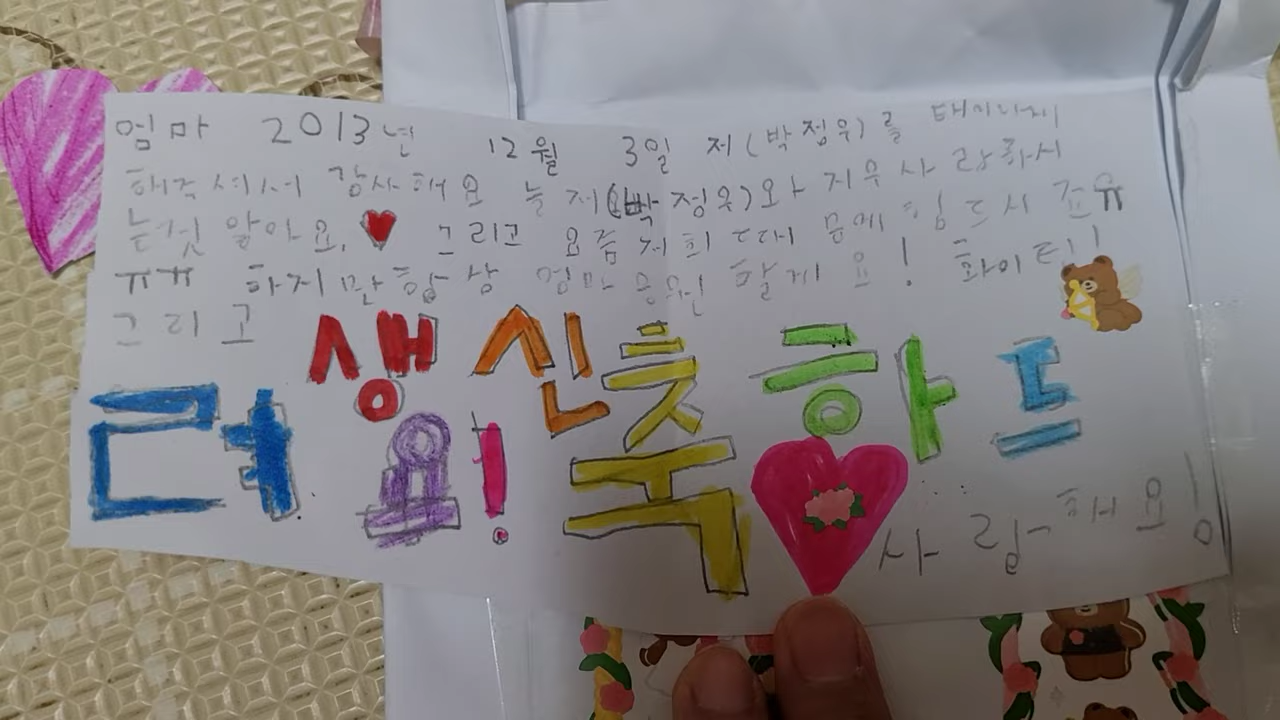 엄마 2013년 12월 3일 저(박정우)를 태어나게
해주셔서 감사해요 늘 저(박정우)와 지우 사랑하시
는것 알아요. 그리고 요즘 저희 때문에 힘드시죠ㅠ
ㅠㅠ 하지만 항상 엄마 응원 할게요! 화이팅!
그리고
생신축하드
려요!
사랑해요!